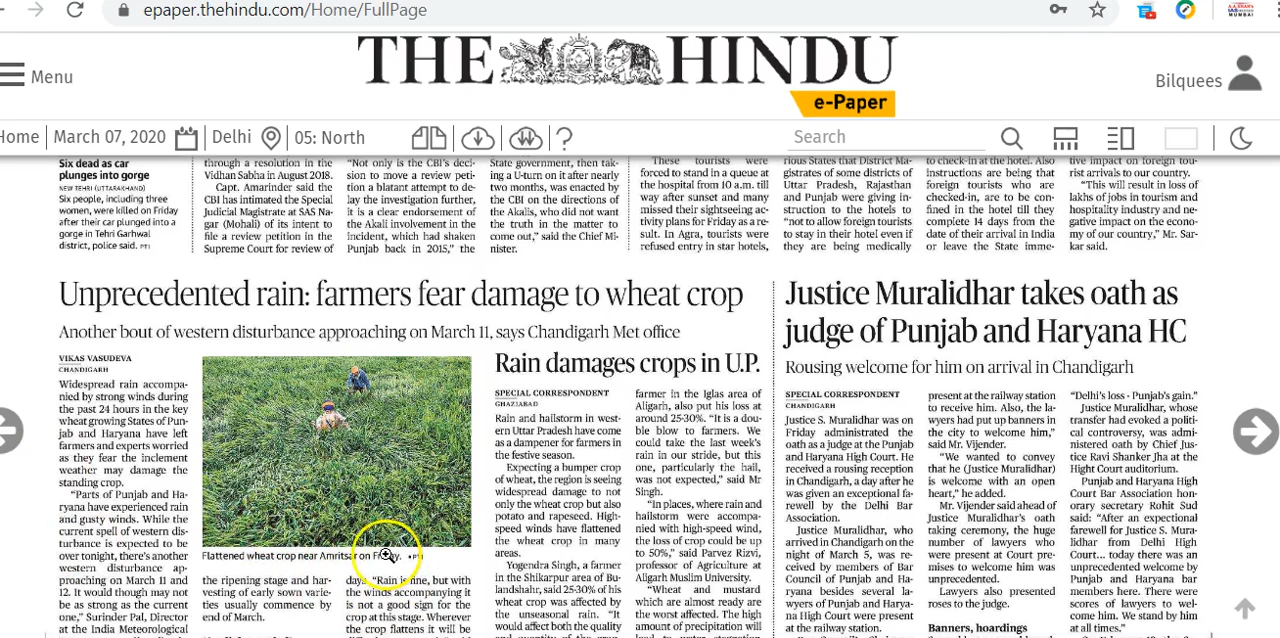 epaper.thehindu.com/Home/FullPage
THE HINDU
e-Paper
Menu
Bilquees
Home
March 07, 2020
Delhi
05: North
Search
Six dead as car
plunges into gorge
NEW TEHRI (UTTARAKHAND)
Six people, including three
women, were killed on Friday
after their car plunged into a
gorge in Tehri Garhwal
district, police said. PTI
through a resolution in the
Vidhan Sabha in August 2018.
Capt. Amarinder said the
CBI has intimated the Special
Judicial Magistrate at SAS Na-
gar (Mohali) of its intent to
file a review petition in the
Supreme Court for review of
"Not only is the CBI's deci-
sion to move a review peti-
tion a blatant attempt to de-
lay the investigation further,
it is a clear endorsement of
the Akali involvement in the
incident, which had shaken
Punjab back in 2015," the
State government, then tak-
ing a U-turn on it after nearly
two months, was enacted by
the CBI on the directions of
the Akalis, who did not want
the truth in the matter to
come out," said the Chief Mi-
nister.
These tourists were
forced to stand in a queue at
the hospital from 10 a.m. till
way after sunset and many
missed their sightseeing ac-
tivity plans for Friday as a re-
sult. In Agra, tourists were
refused entry in star hotels,
rious States that District Ma-
gistrates of some districts of
Uttar Pradesh, Rajasthan
and Punjab were giving in-
struction to the hotels to
"not to allow foreign tourists
to stay in their hotel even if
they are being medically
to check-in at the hotel. Also
instructions are being that
foreign tourists who are
checked-in, are to be con-
fined in the hotel till they
complete 14 days from the
date of their arrival in India
or leave the State imme-
tive impact on foreign tou-
rist arrivals to our country.
"This will result in loss of
lakhs of jobs in tourism and
hospitality industry and ne-
gative impact on the econo-
my of our country," Mr. Sar-
kar said.
Unprecedented rain: farmers fear damage to wheat crop
Another bout of western disturbance approaching on March 11, says Chandigarh Met office
VIKAS VASUDEVA
CHANDIGARH
Widespread rain accompa-
nied by strong winds during
the past 24 hours in the key
wheat growing States of Pun-
jab and Haryana have left
farmers and experts worried
as they fear the inclement
weather may damage the
standing crop.
"Parts of Punjab and Ha-
ryana have experienced rain
and gusty winds. While the
current spell of western dis-
turbance is expected to be
over tonight, there's another
western disturbance ap-
proaching on March 11 and
12. It would though may not
be as strong as the current
one," Surinder Pal, Director
at the India Meteorological
Flattened wheat crop near Amritsar on Friday. • PTI
the ripening stage and har-
vesting of early sown varie-
ties usually commence by
end of March.
days. "Rain is fine, but with
the winds accompanying it
is not a good sign for the
crop at this stage. Wherever
the crop flattens it will be
Rain damages crops in U.P.
SPECIAL CORRESPONDENT
GHAZIABAD
Rain and hailstorm in west-
ern Uttar Pradesh have come
as a dampener for farmers in
the festive season.
Expecting a bumper crop
of wheat, the region is seeing
widespread damage to not
only the wheat crop but also
potato and rapeseed. High-
speed winds have flattened
the wheat crop in many
areas.
Yogendra Singh, a farmer
in the Shikarpur area of Bu-
landshahr, said 25-30% of his
wheat crop was affected by
the unseasonal rain. "It
would affect both the quality
and quantity of the crop
farmer in the Iglas area of
Aligarh, also put his loss at
around 25-30%. "It is a dou-
ble blow to farmers. We
could take the last week's
rain in our stride, but this
one, particularly the hail,
was not expected," said Mr
Singh.
"In places, where rain and
hailstorm were accompa-
nied with high-speed wind,
the loss of crop could be up
to 50%," said Parvez Rizvi,
professor of Agriculture at
Aligarh Muslim University.
"Wheat and mustard
which are almost ready are
the worst affected. The high
amount of precipitation will
lead to water stagnation
Justice Muralidhar takes oath as
judge of Punjab and Haryana HC
Rousing welcome for him on arrival in Chandigarh
SPECIAL CORRESPONDENT
CHANDIGARH
Justice S. Muralidhar was on
Friday administrated the
oath as a judge at the Punjab
and Haryana High Court. He
received a rousing reception
in Chandigarh, a day after he
was given an exceptional fa-
rewell by the Delhi Bar
Association.
Justice Muralidhar, who
arrived in Chandigarh on the
night of March 5, was re-
ceived by members of Bar
Council of Punjab and Ha-
ryana besides several la-
wyers of Punjab and Harya-
na High Court were present
at the railway station.
present at the railway station
to receive him. Also, the la-
wyers had put up banners in
the city to welcome him,"
said Mr. Vijender.
"We wanted to convey
that he (Justice Muralidhar)
is welcome with an open
heart," he added.
Mr. Vijender said ahead of
Justice Muralidhar's oath
taking ceremony, the huge
number of lawyers who
were present at Court pre-
mises to welcome him was
unprecedented.
Lawyers also presented
roses to the judge.
Banners, hoardings
"Delhi's loss - Punjab's gain."
Justice Muralidhar, whose
transfer had evoked a politi-
cal controversy, was admi-
nistered oath by Chief Jus-
tice Ravi Shanker Jha at the
Hight Court auditorium.
Punjab and Haryana High
Court Bar Association hon-
orary secretary Rohit Sud
said: "After an expectional
farewell for Justice S. Mura-
lidhar from Delhi High
Court... today there was an
unprecedented welcome by
Punjab and Haryana bar
members here. There were
scores of lawyers to wel-
come him. We stand by him
at all times."